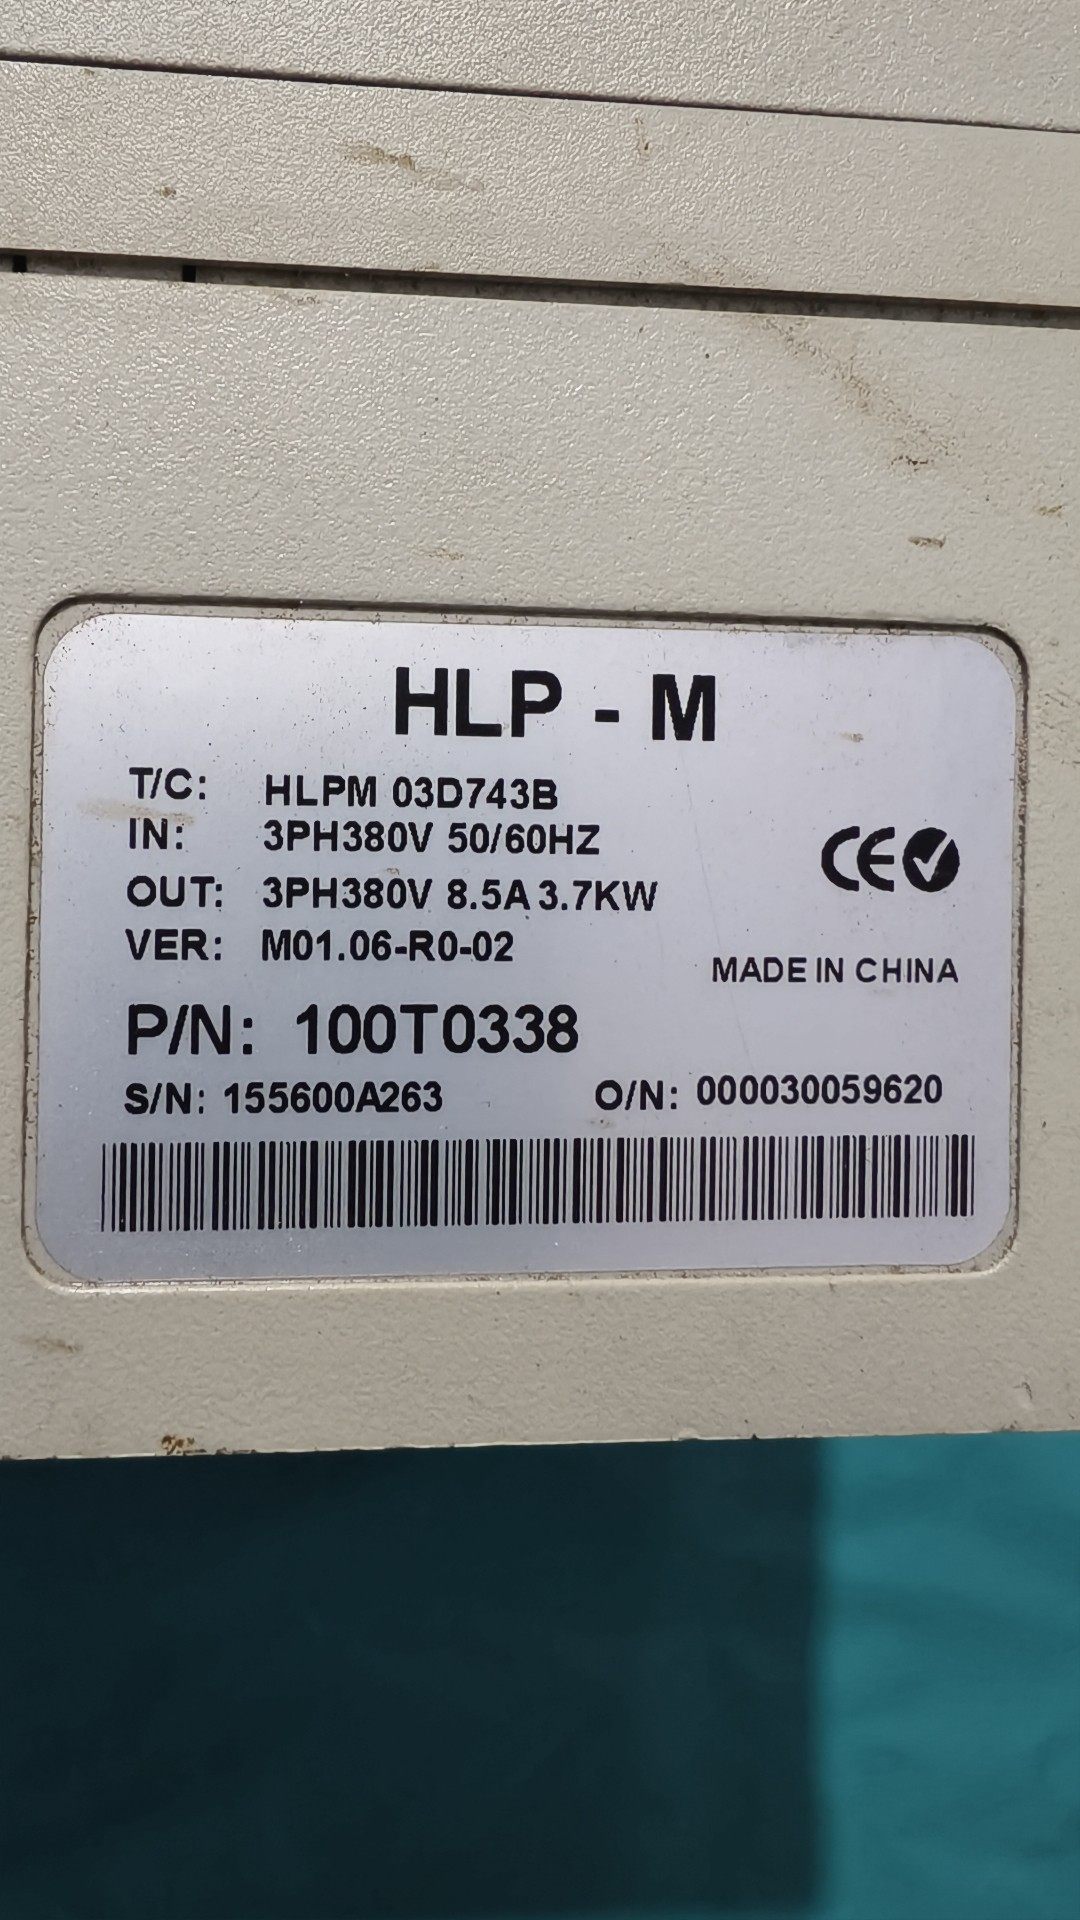 HLP - M
T/C: HLPM 03D743B
IN: 3PH380V 50/60HZ
OUT: 3PH380V 8.5A 3.7KW
VER: M01.06-R0-02
CE
MADE IN CHINA
P/N: 100T0338
S/N: 155600A263 O/N: 000030059620